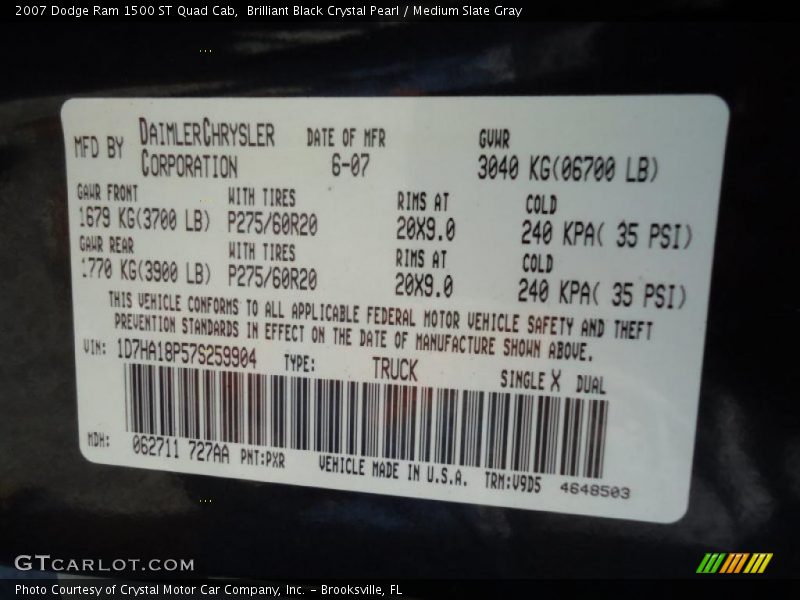 2007 Dodge Ram 1500 ST Quad Cab,  Brilliant Black Crystal Pearl / Medium Slate Gray
MFD BY DAIMLERCHRYSLER CORPORATION DATE OF MFR 6-07 GVWR 3040 KG(06700 LB)
GAWR FRONT WITH TIRES RIMS AT COLD
1679 KG(3700 LB) P275/60R20 20X9.0 240 KPA( 35 PSI)
GAWR REAR WITH TIRES RIMS AT COLD
1770 KG(3900 LB) P275/60R20 20X9.0 240 KPA( 35 PSI)
THIS VEHICLE CONFORMS TO ALL APPLICABLE FEDERAL MOTOR VEHICLE SAFETY AND THEFT
PREVENTION STANDARDS IN EFFECT ON THE DATE OF MANUFACTURE SHOWN ABOVE.
VIN: 1D7HA18P57S259904 TYPE: TRUCK SINGLE X DUAL
MDH: 062711 727AA PNT:PXR VEHICLE MADE IN U.S.A. TRM:V9D5 4648503
GTCARLOT.COM
Photo Courtesy of Crystal Motor Car Company, Inc. – Brooksville, FL